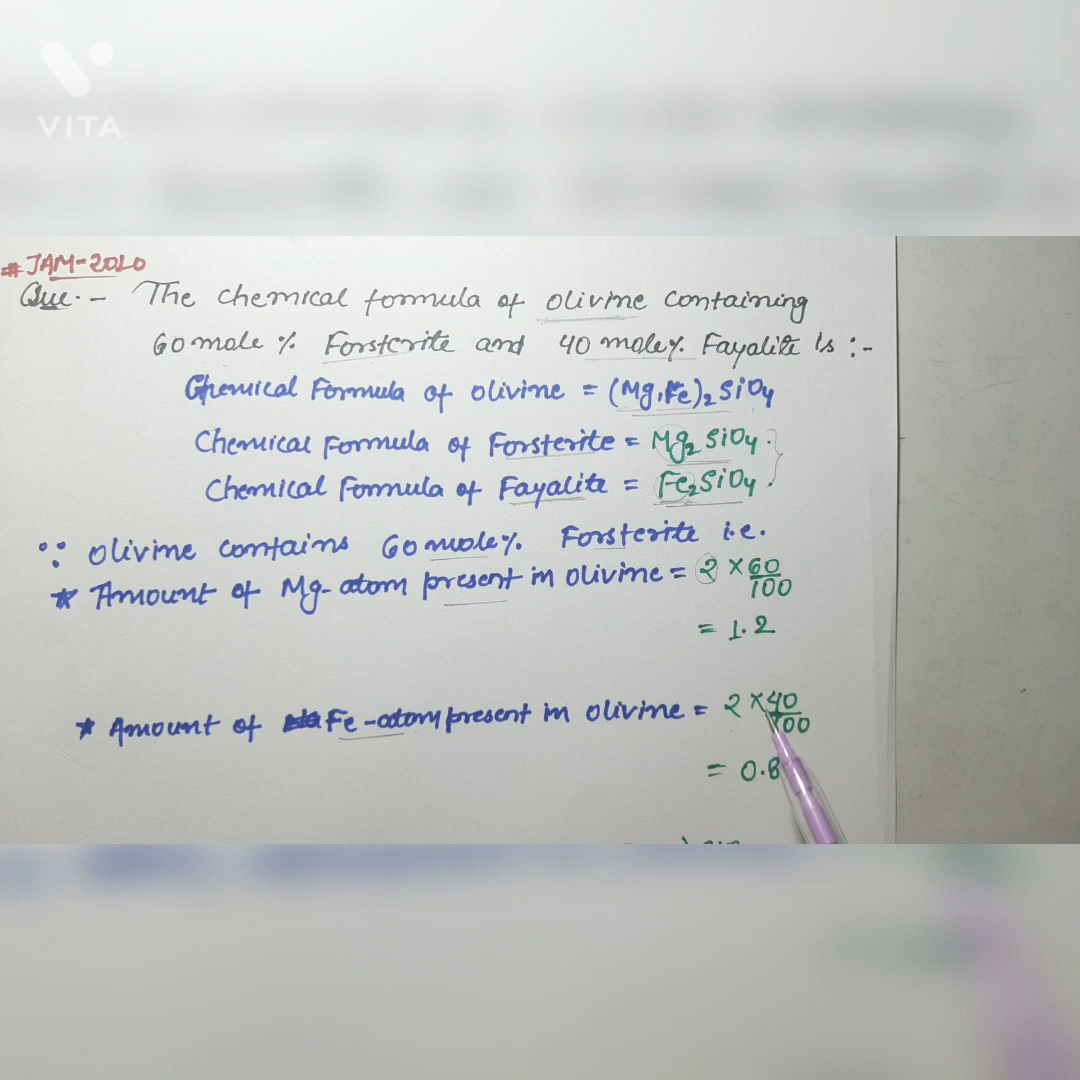 VITA
# JAM-2020
Que. - The chemical formula of olivine containing
60 mole % Forsterite and 40 mole% Fayalite is :-
Chemical Formula of olivine = (Mg,Fe)2 SiO4
Chemical Formula of Forsterite = Mg2 SiO4.
Chemical Formula of Fayalite = Fe2SiO4
∵ olivine contains 60 mole% Forsterite i.e.
* Amount of Mg-atom present in olivine = 2 × 60/100
= 1.2
* Amount of Fe-atom present in olivine = 2 × 40/100
= 0.8